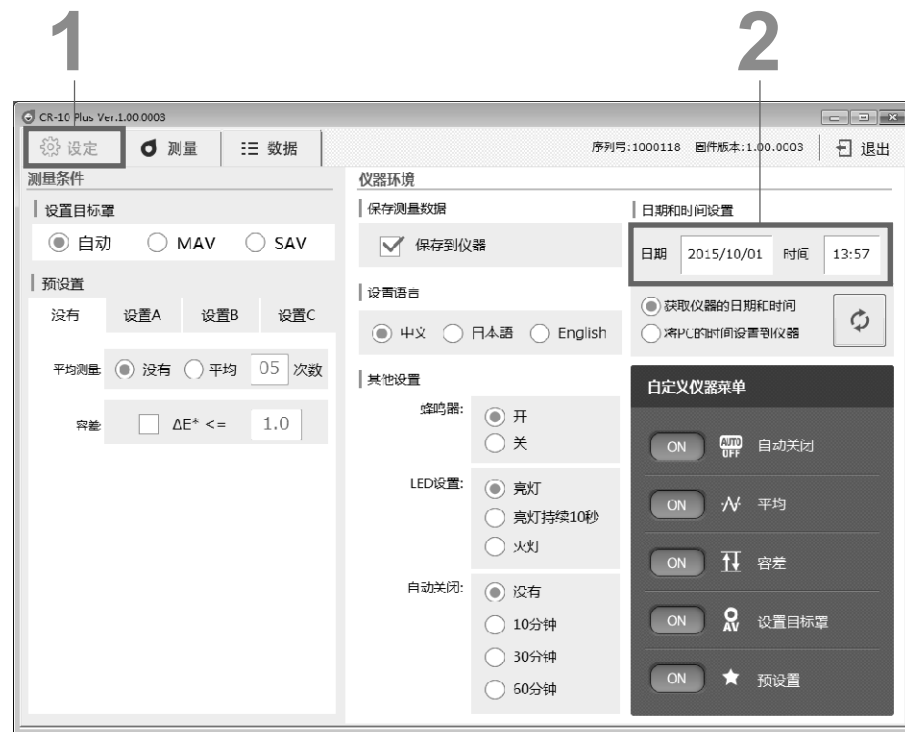 1
2
CR-10 Plus Ver.1.00.0003
设定 测量 数据 序列号:1000118 固件版本:1.00.0003 退出
测量条件
设置目标罩
自动 MAV SAV
预设置
没有 设置A 设置B 设置C
平均测量 没有 平均 05 次数
容差 ΔE* <= 1.0
仪器环境
保存测量数据
保存到仪器
设置语言
中文 日本語 English
其他设置
蜂鸣器: 开
关
LED设置: 亮灯
亮灯持续10秒
灭灯
自动关闭: 没有
10分钟
30分钟
60分钟
日期和时间设置
日期 2015/10/01 时间 13:57
获取仪器的日期和时间
将PC的时间设置到仪器
自定义仪器菜单
ON AUTO OFF 自动关闭
ON 平均
ON 容差
ON AV 设置目标罩
ON 预设置